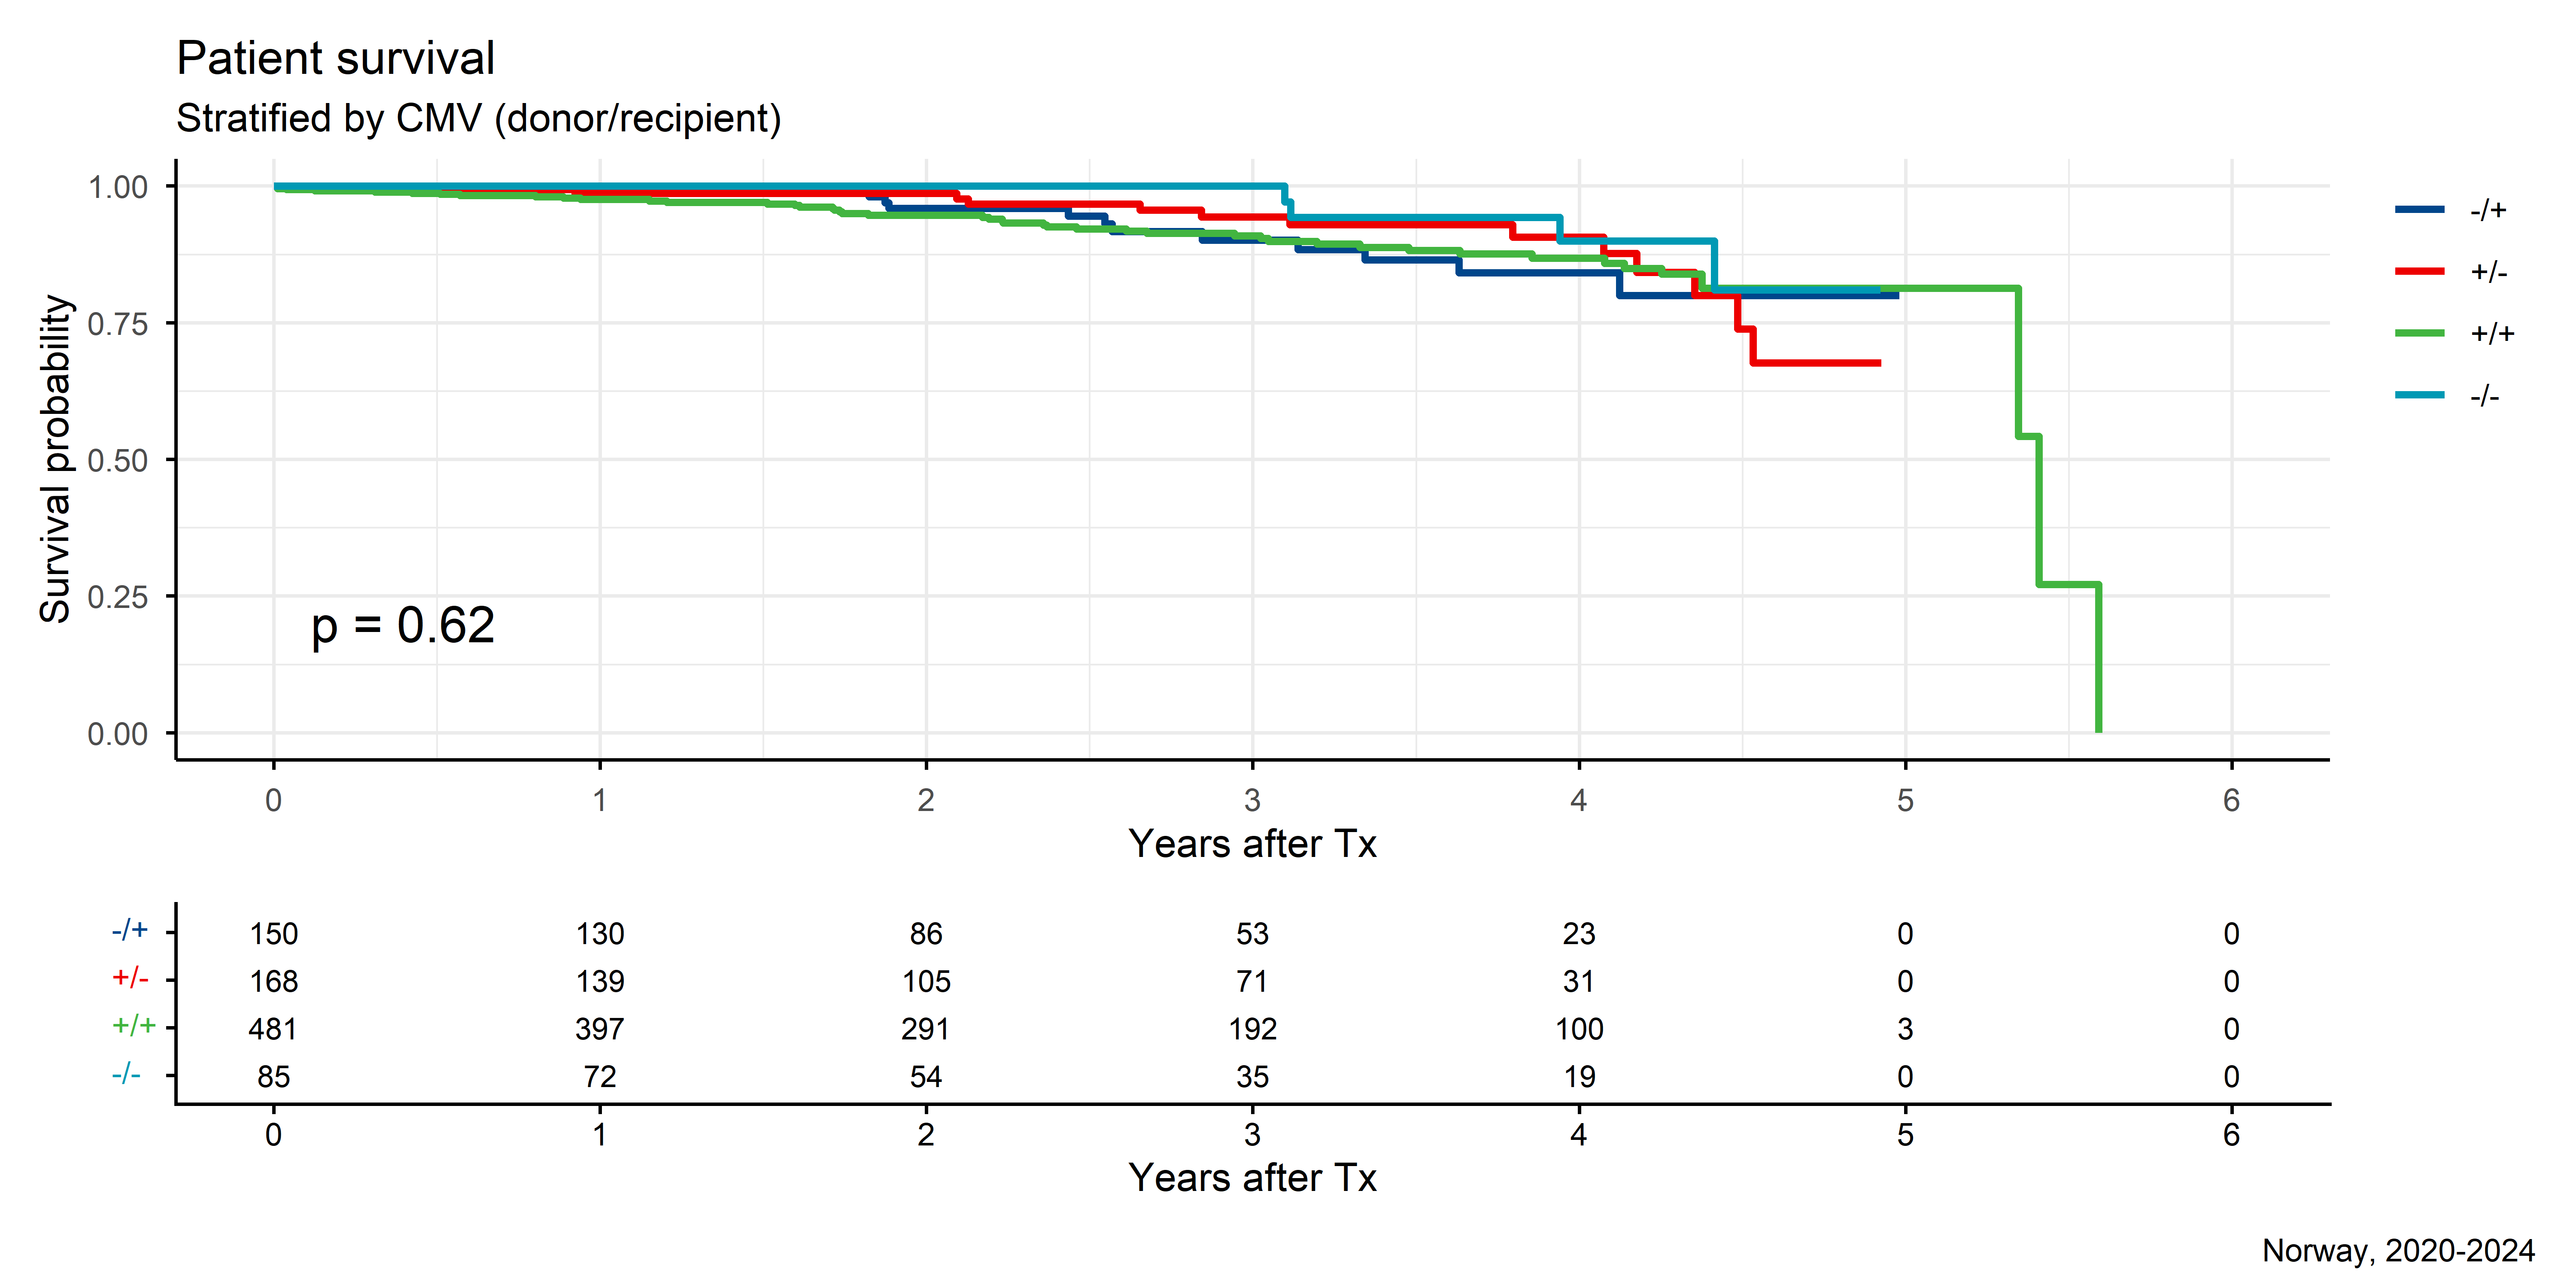 Patient survival
Stratified by CMV (donor/recipient)
Survival probability
1.00
0.75
0.50
0.25
0.00
p = 0.62
0 1 2 3 4 5 6
Years after Tx
-/+
+/-
+/+
-/-
-/+ 150 130 86 53 23 0 0
+/- 168 139 105 71 31 0 0
+/+ 481 397 291 192 100 3 0
-/- 85 72 54 35 19 0 0
0 1 2 3 4 5 6
Years after Tx
Norway, 2020-2024